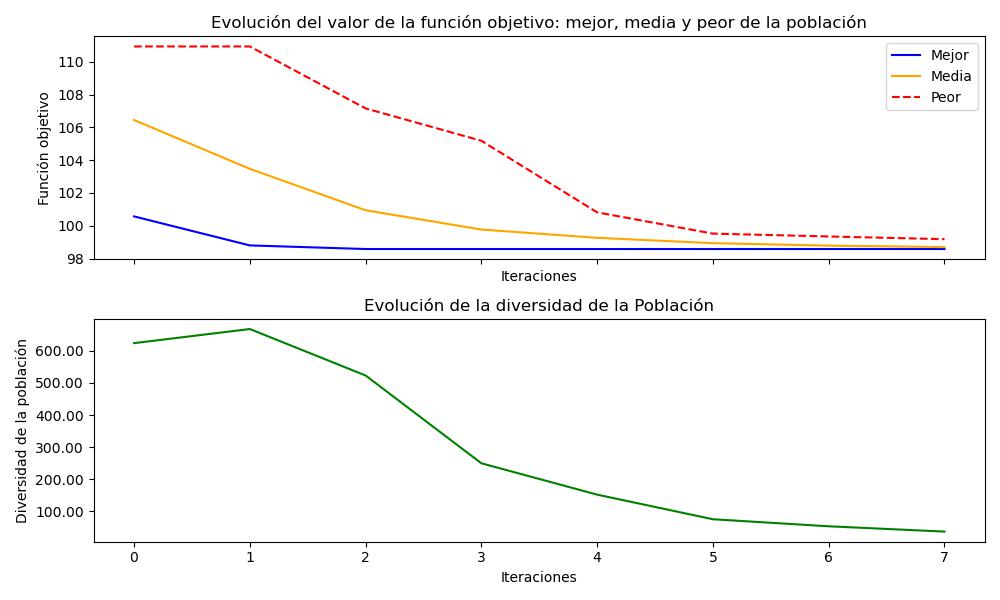 Evolución del valor de la función objetivo: mejor, media y peor de la población
Función objetivo
110
108
106
104
102
100
98
Mejor
Media
Peor
Iteraciones
Evolución de la diversidad de la Población
Diversidad de la población
600.00
500.00
400.00
300.00
200.00
100.00
0 1 2 3 4 5 6 7
Iteraciones